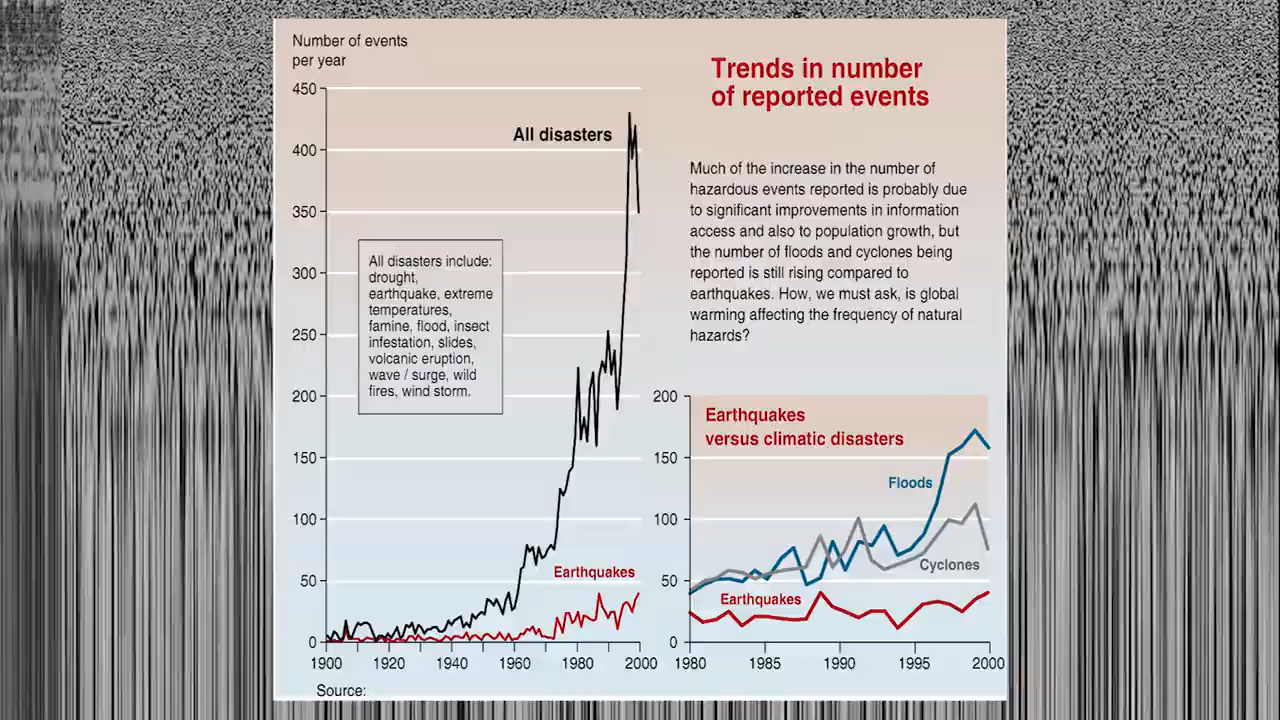 Number of events
per year
Trends in number
of reported events
450
400
350
300
250
200
150
100
50
0
All disasters
All disasters include:
drought,
earthquake, extreme
temperatures,
famine, flood, insect
infestation, slides,
volcanic eruption,
wave / surge, wild
fires, wind storm.
Earthquakes
1900
1920
1940
1960
1980
2000
Source:
Much of the increase in the number of
hazardous events reported is probably due
to significant improvements in information
access and also to population growth, but
the number of floods and cyclones being
reported is still rising compared to
earthquakes. How, we must ask, is global
warming affecting the frequency of natural
hazards?
Earthquakes
versus climatic disasters
200
150
100
50
0
Floods
Cyclones
Earthquakes
1980
1985
1990
1995
2000